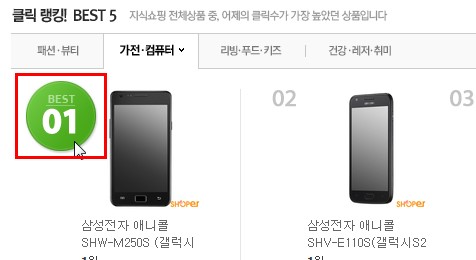 클릭 랭킹! BEST 5 지식쇼핑 전체상품 중, 어제의 클릭수가 가장 높았던 상품입니다
패션·뷰티 가전·컴퓨터 리빙·푸드·키즈 건강·레저·취미
BEST
01
02
03
SHOPER
SHOPER
삼성전자 애니콜
SHW-M250S (갤럭시
삼성전자 애니콜
SHV-E110S(갤럭시S2